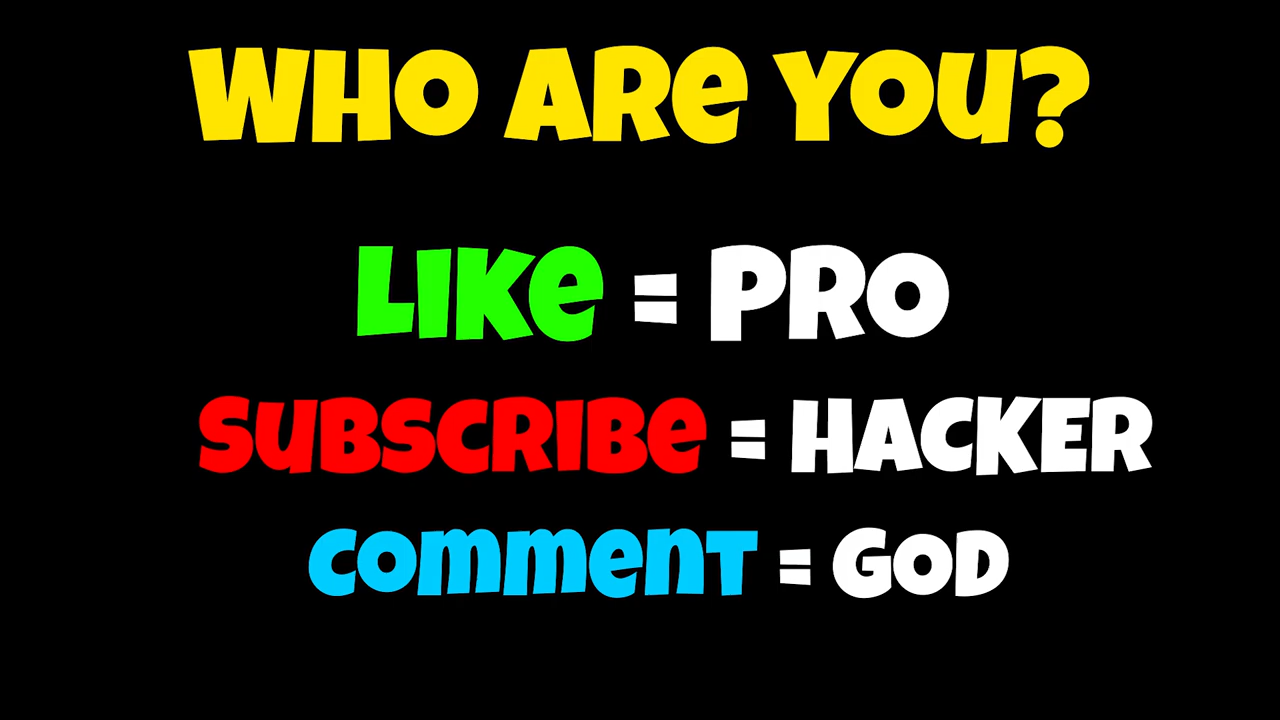 WHO ARE YOU?
LIKE = PRO
SUBSCRIBE = HACKER
COMMENT = GOD